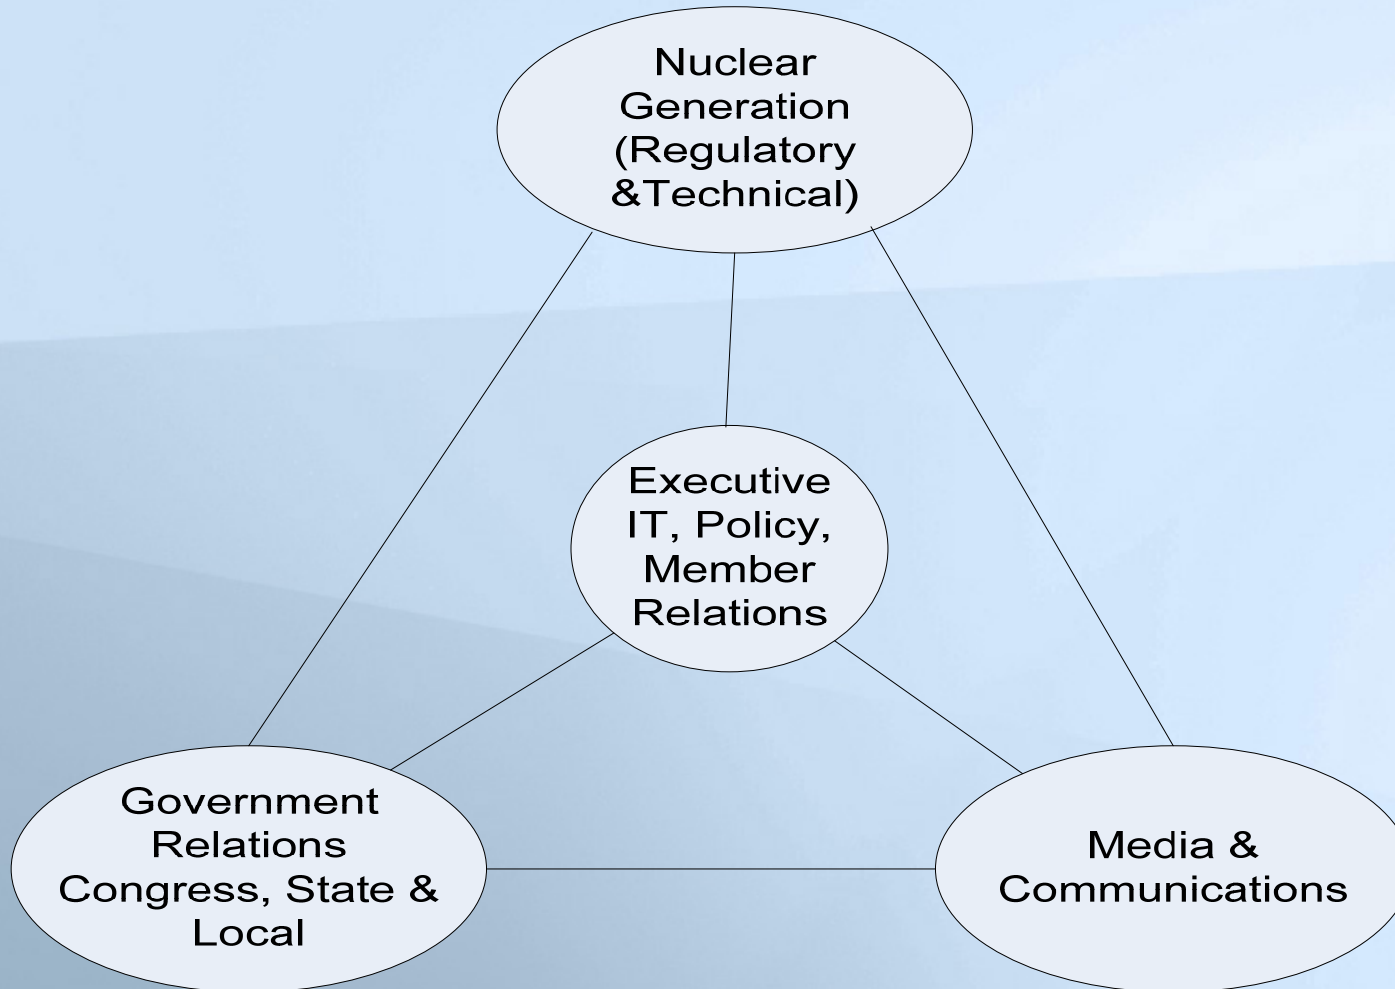 Nuclear
Generation
(Regulatory
&Technical)
Executive
IT, Policy,
Member
Relations
Government
Relations
Congress, State &
Local
Media &
Communications